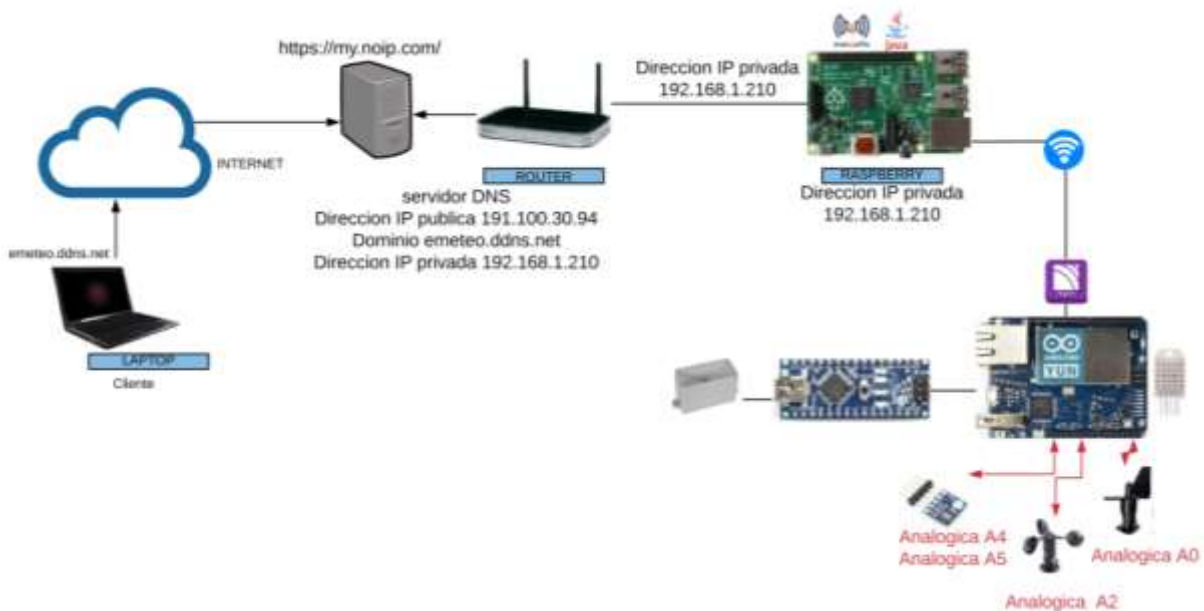 https://my.noip.com/
INTERNET
emeteo.ddns.net
LAPTOP
Cliente
ROUTER
servidor DNS
Direccion IP publica 191.100.30.94
Dominio emeteo.ddns.net
Direccion IP privada 192.168.1.210
Direccion IP privada
192.168.1.210
java
RASPBERRY
Direccion IP privada
192.168.1.210
YUN
Analogica A4
Analogica A5
Analogica A0
Analogica A2